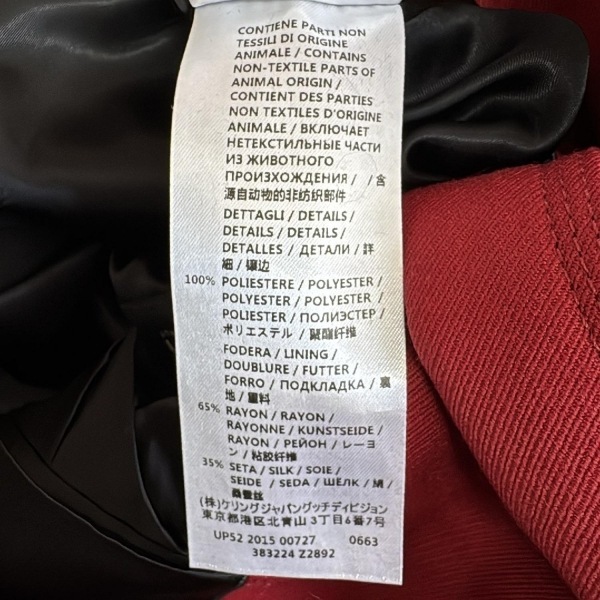 CONTIENE PARTI NON
TESSILI DI ORIGINE
ANIMALE / CONTAINS
NON-TEXTILE PARTS OF
ANIMAL ORIGIN /
CONTIENT DES PARTIES
NON TEXTILES D'ORIGINE
ANIMALE / ВКЛЮЧАЕТ
НЕТЕКСТИЛЬНЫЕ ЧАСТИ
ИЗ ЖИВОТНОГО
ПРОИЗХОЖДЕНИЯ / / 含
源自动物的非纺织部件
DETTAGLI / DETAILS /
DETAILS / DETAILS /
DETALLES / ДЕТАЛИ / 詳
細 / 镶边
100% POLIESTERE / POLYESTER /
POLYESTER / POLYESTER /
POLIESTER / ПОЛИЭСТЕР /
ポリエステル / 聚酯纤维
FODERA / LINING /
DOUBLURE / FUTTER /
FORRO / ПОДКЛАДКА / 裏
地 / 里料
65% RAYON / RAYON /
RAYONNE / KUNSTSEIDE /
RAYON / РЕЙОН / レーヨ
ン / 粘胶纤维
35% SETA / SILK / SOIE /
SEIDE / SEDA / ШЕЛК / 絹 /
桑蚕丝
(株)ケリングジャパングッチディビジョン
東京都港区北青山3丁目6番7号
UP52 2015 00727 0663
383224 Z2892